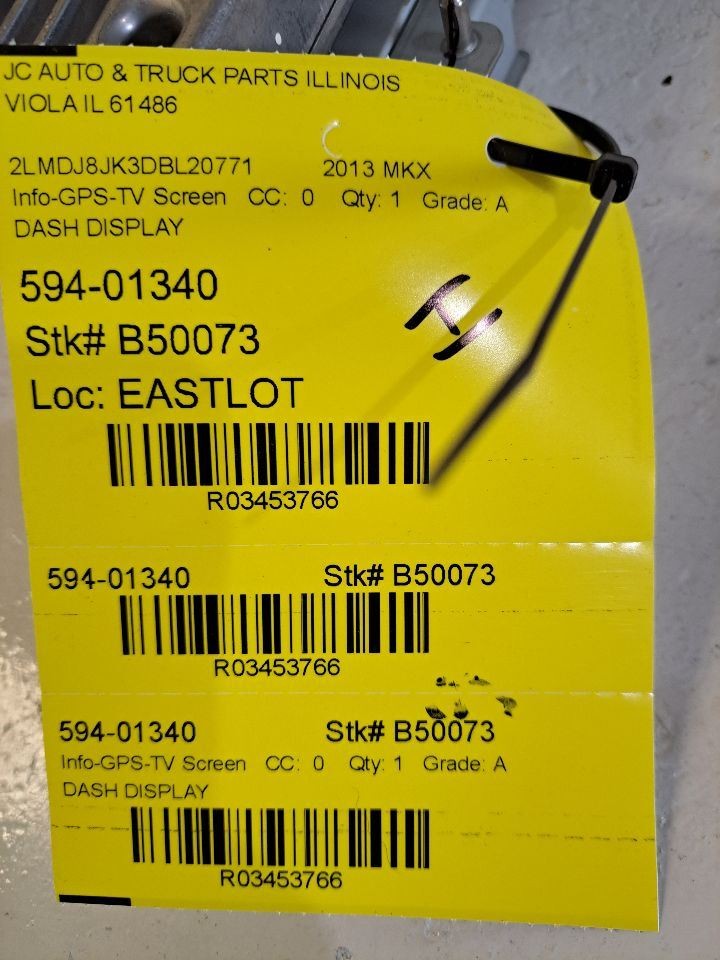 JC AUTO & TRUCK PARTS ILLINOIS
VIOLA IL 61486
2LMDJ8JK3DBL20771 2013 MKX
Info-GPS-TV Screen CC: 0 Qty: 1 Grade: A
DASH DISPLAY
594-01340
Stk# B50073
Loc: EASTLOT
R03453766
594-01340 Stk# B50073
R03453766
594-01340 Stk# B50073
Info-GPS-TV Screen CC: 0 Qty: 1 Grade: A
DASH DISPLAY
R03453766